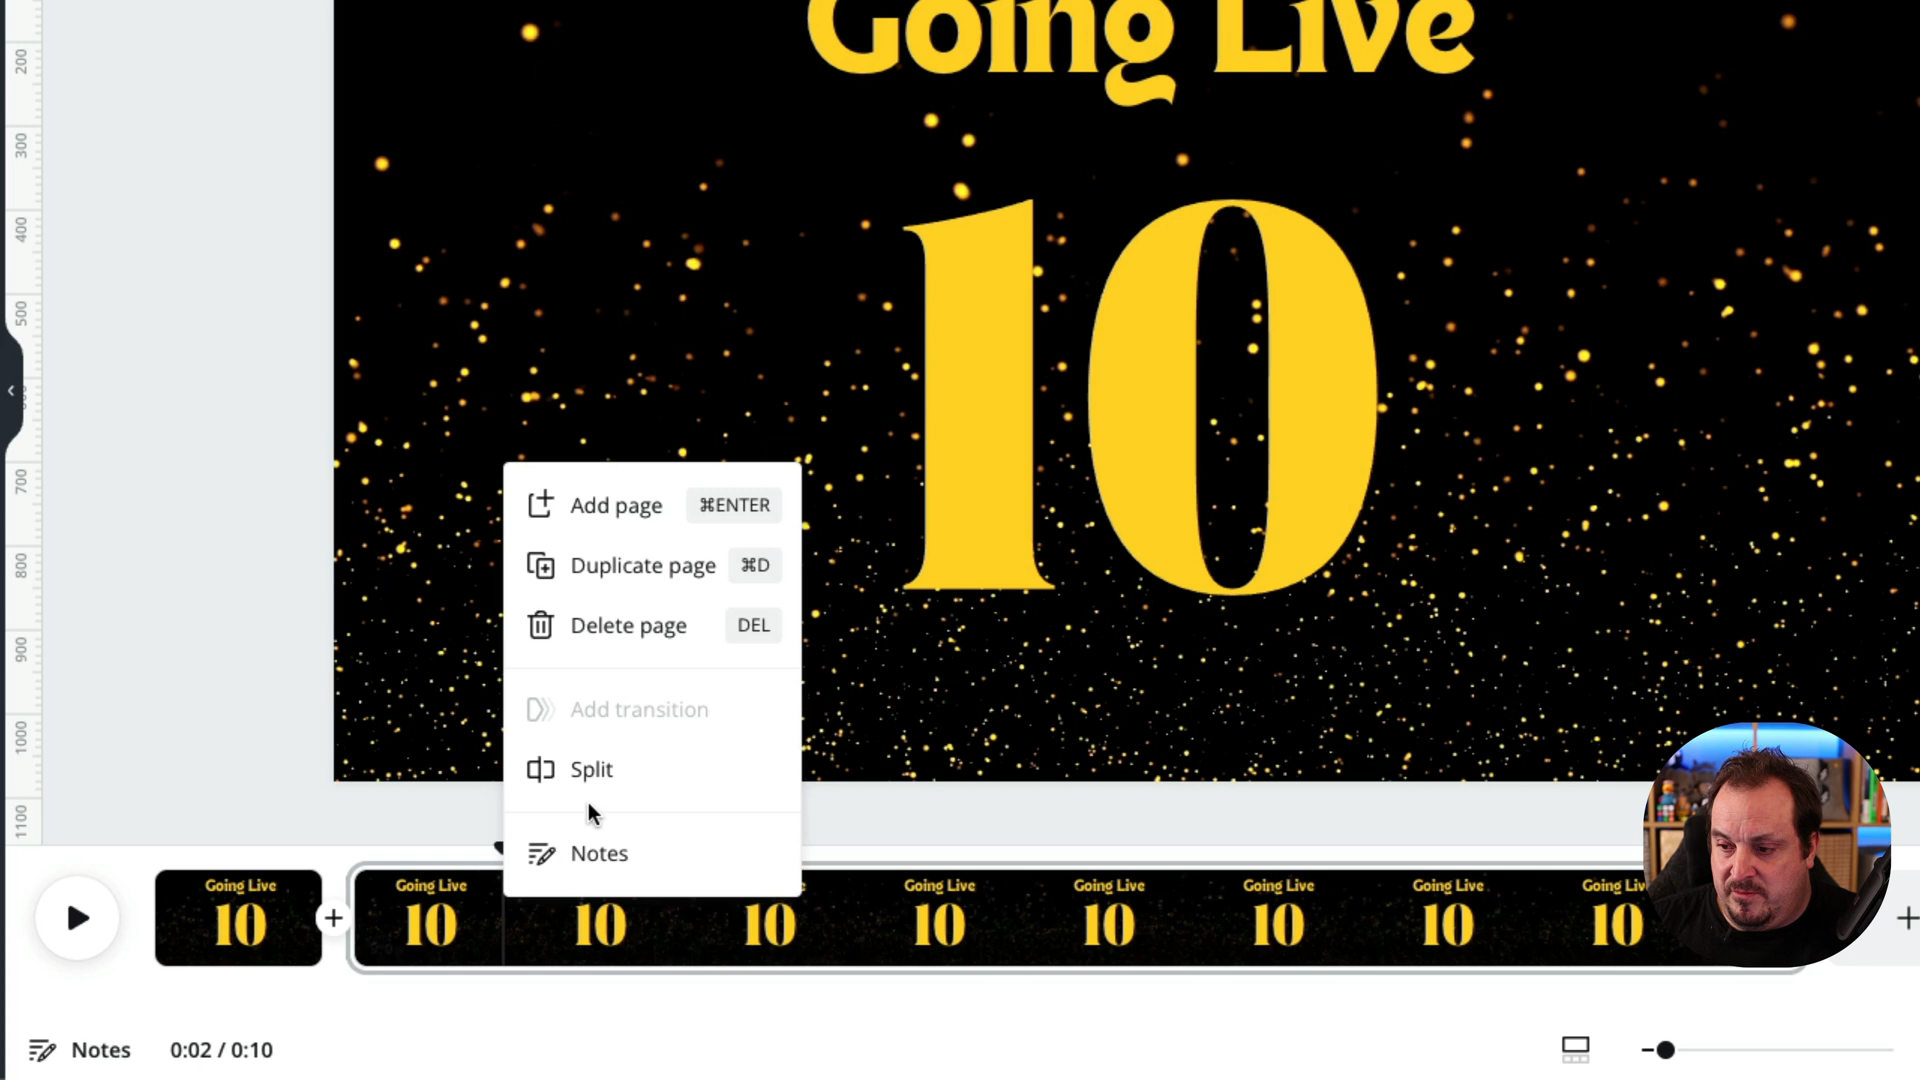 200
300
400
500
700
800
900
1000
1100
Going Live
10
Add page ⌘ENTER
Duplicate page ⌘D
Delete page DEL
Add transition
Split
Notes
Going Live
10
Going Live
10
10
10
Going Live
10
Going Live
10
Going Live
10
Going Live
10
Going Liv
10
Notes 0:02 / 0:10